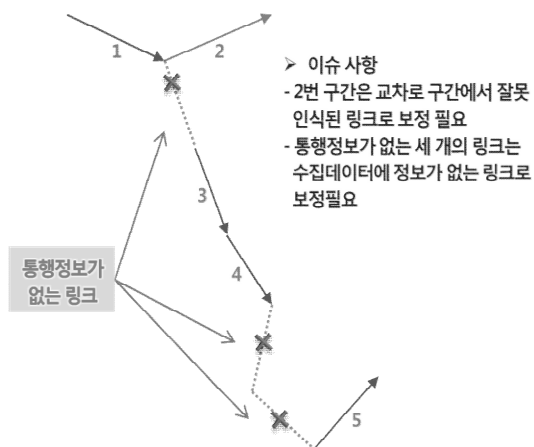 1
2
➢ 이슈 사항
- 2번 구간은 교차로 구간에서 잘못
인식된 링크로 보정 필요
- 통행정보가 없는 세 개의 링크는
수집데이터에 정보가 없는 링크로
보정필요
3
통행정보가
없는 링크
4
5